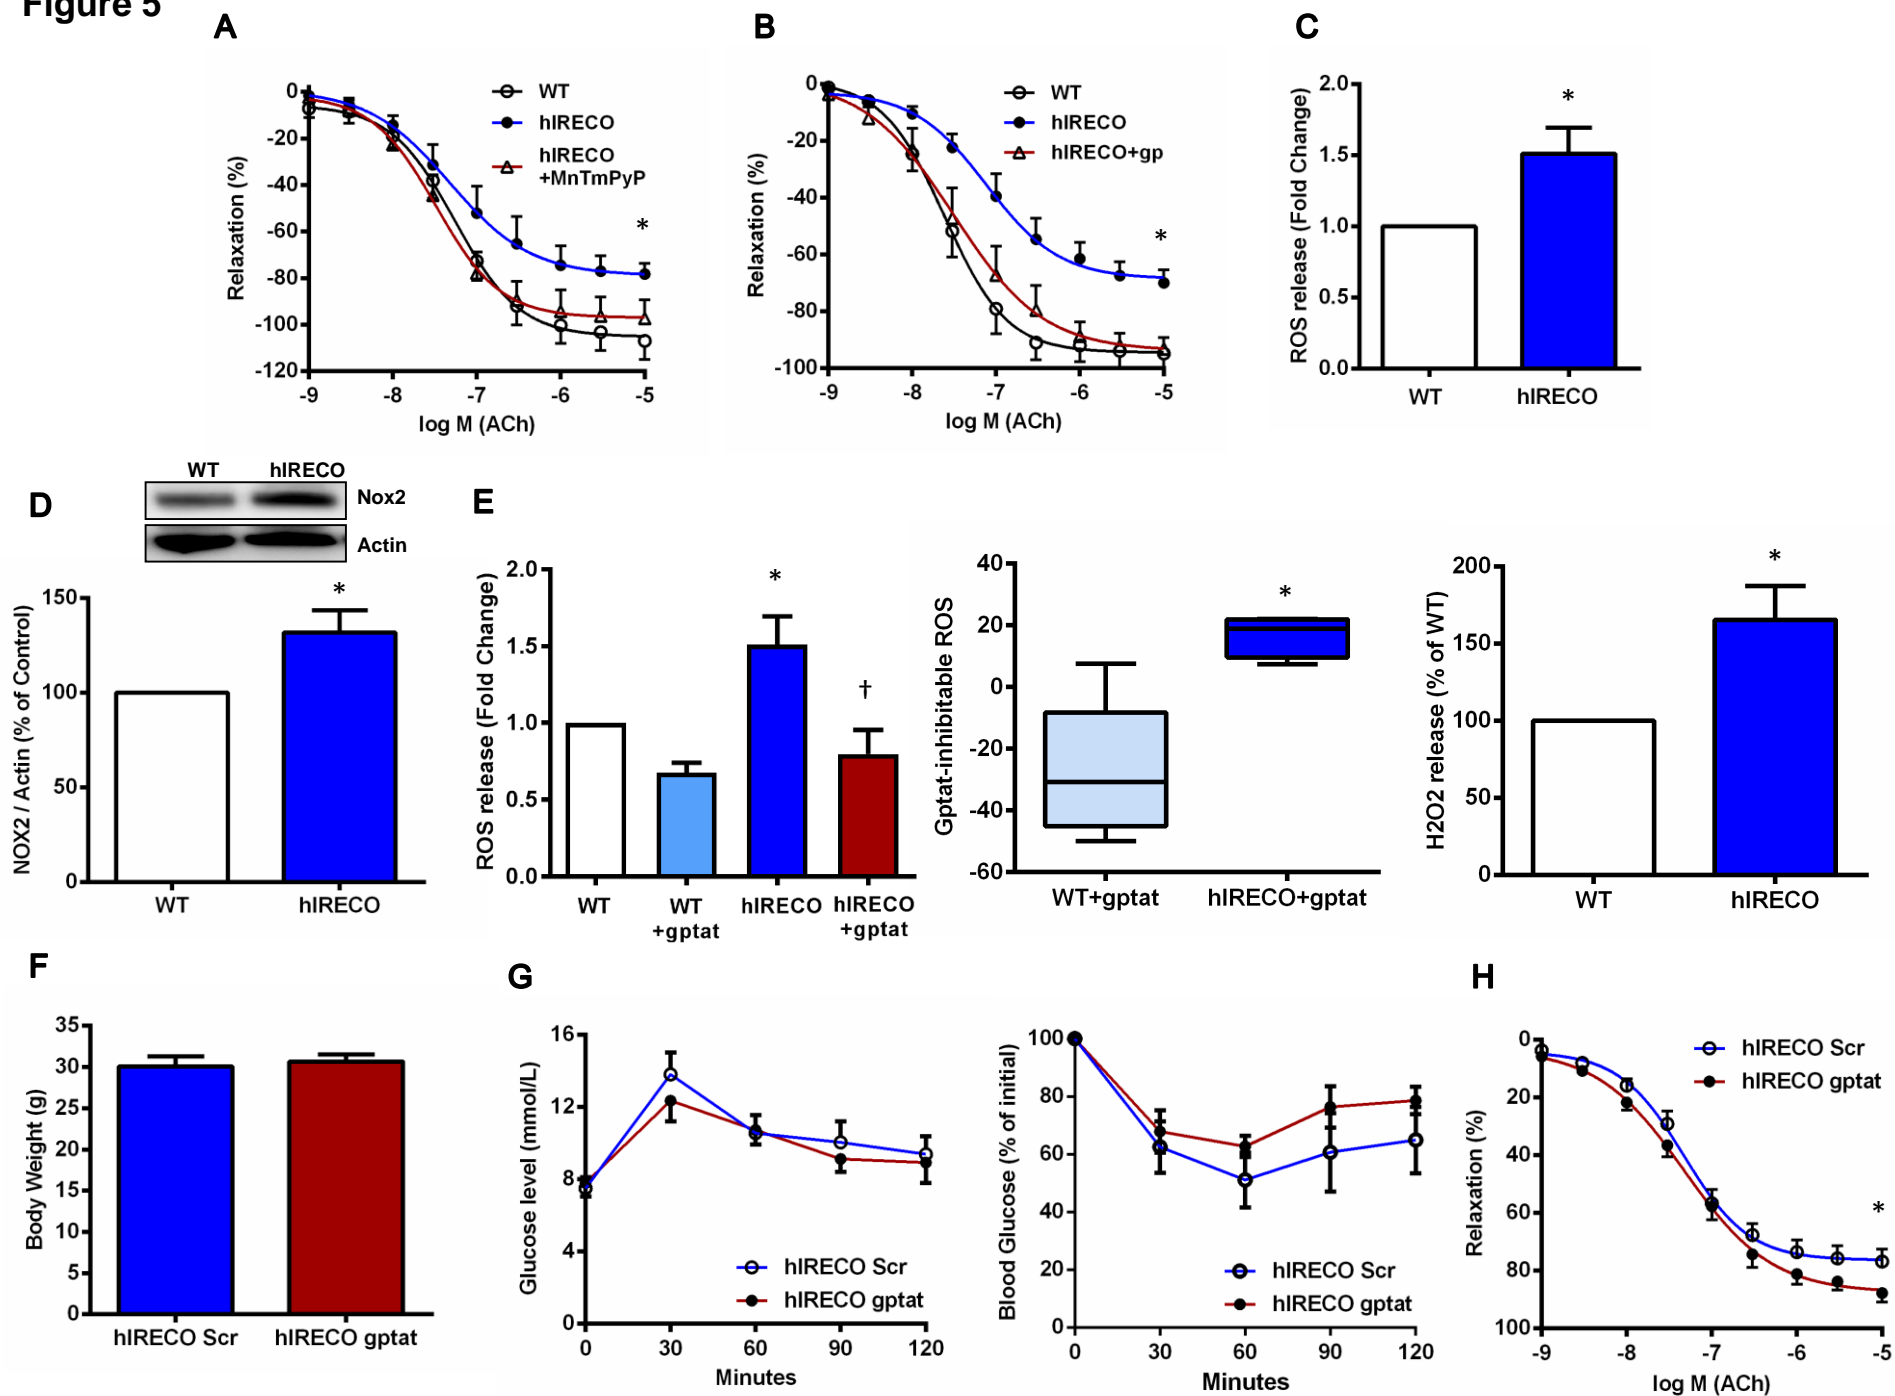 Figure 5
A
0
-20
-40
-60
-80
-100
-120
Relaxation (%)
WT
hIRECO
hIRECO
+MnTmPyP
*
-9 -8 -7 -6 -5
log M (ACh)
B
0
-20
-40
-60
-80
-100
Relaxation (%)
WT
hIRECO
hIRECO+gp
*
-9 -8 -7 -6 -5
log M (ACh)
C
2.0
1.5
1.0
0.5
0.0
ROS release (Fold Change)
*
WT hIRECO
D
WT hIRECO
Nox2
Actin
150
100
50
0
NOX2 / Actin (% of Control)
*
WT hIRECO
E
2.0
1.5
1.0
0.5
0.0
ROS release (Fold Change)
*
†
WT WT hIRECO hIRECO
+gptat +gptat
40
20
0
-20
-40
-60
Gptat-inhibitable ROS
*
WT+gptat hIRECO+gptat
200
150
100
50
0
H2O2 release (% of WT)
*
WT hIRECO
F
35
30
25
20
15
10
5
0
Body Weight (g)
hIRECO Scr hIRECO gptat
G
16
12
8
4
0
Glucose level (mmol/L)
hIRECO Scr
hIRECO gptat
0 30 60 90 120
Minutes
100
80
60
40
20
0
Blood Glucose (% of initial)
hIRECO Scr
hIRECO gptat
0 30 60 90 120
Minutes
H
0
20
40
60
80
100
Relaxation (%)
hIRECO Scr
hIRECO gptat
*
-9 -8 -7 -6 -5
log M (ACh)